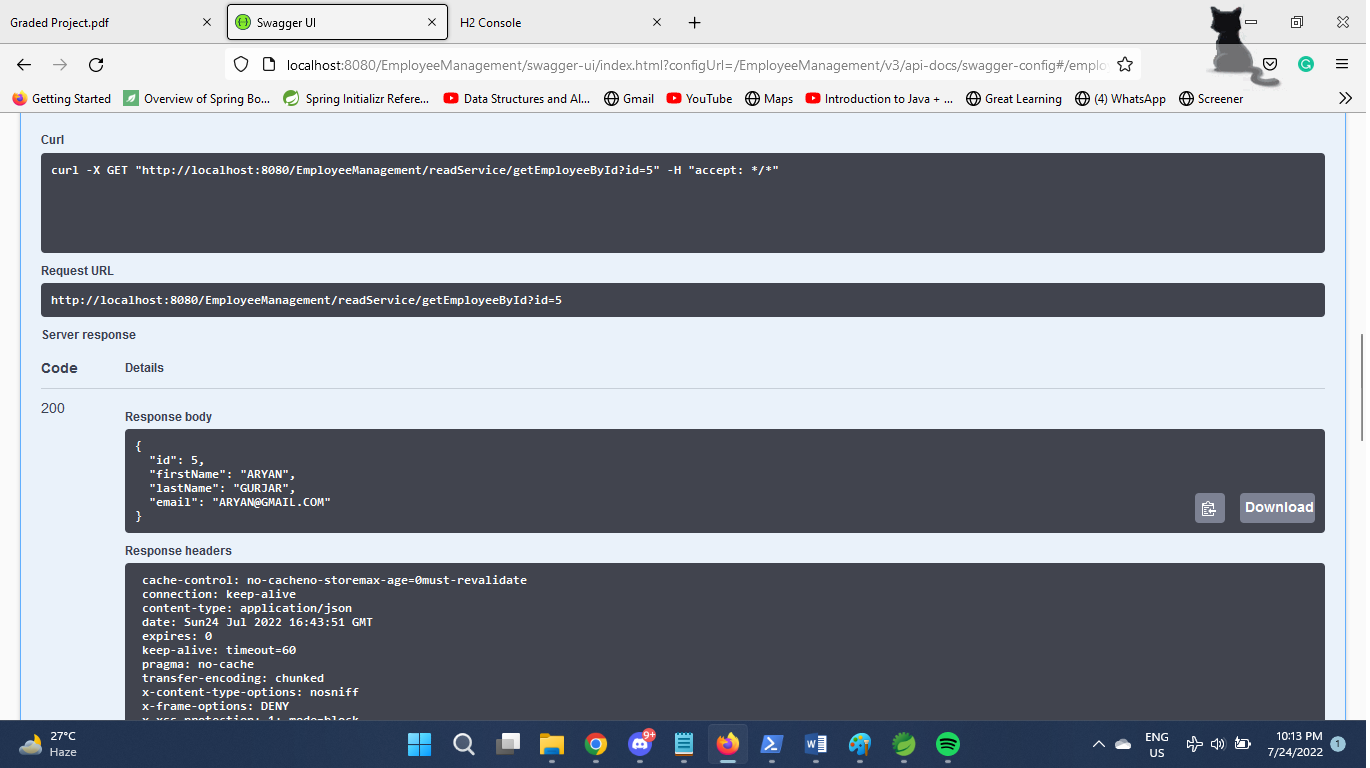 Graded Project.pdf
Swagger UI
H2 Console
localhost:8080/EmployeeManagement/swagger-ui/index.html?configUrl=/EmployeeManagement/v3/api-docs/swagger-config#/emplo
Getting Started
Overview of Spring Bo...
Spring Initializr Refere...
Data Structures and Al...
Gmail
YouTube
Maps
Introduction to Java + ...
Great Learning
(4) WhatsApp
Screener
Curl
curl -X GET "http://localhost:8080/EmployeeManagement/readService/getEmployeeById?id=5" -H "accept: */*"
Request URL
http://localhost:8080/EmployeeManagement/readService/getEmployeeById?id=5
Server response
Code
Details
200
Response body
{
"id": 5,
"firstName": "ARYAN",
"lastName": "GURJAR",
"email": "ARYAN@GMAIL.COM"
}
Download
Response headers
cache-control: no-cacheno-storemax-age=0must-revalidate
connection: keep-alive
content-type: application/json
date: Sun24 Jul 2022 16:43:51 GMT
expires: 0
keep-alive: timeout=60
pragma: no-cache
transfer-encoding: chunked
x-content-type-options: nosniff
x-frame-options: DENY
x-xss-protection: 1; mode=block
27°C
Haze
9+
ENG
US
10:13 PM
7/24/2022
1